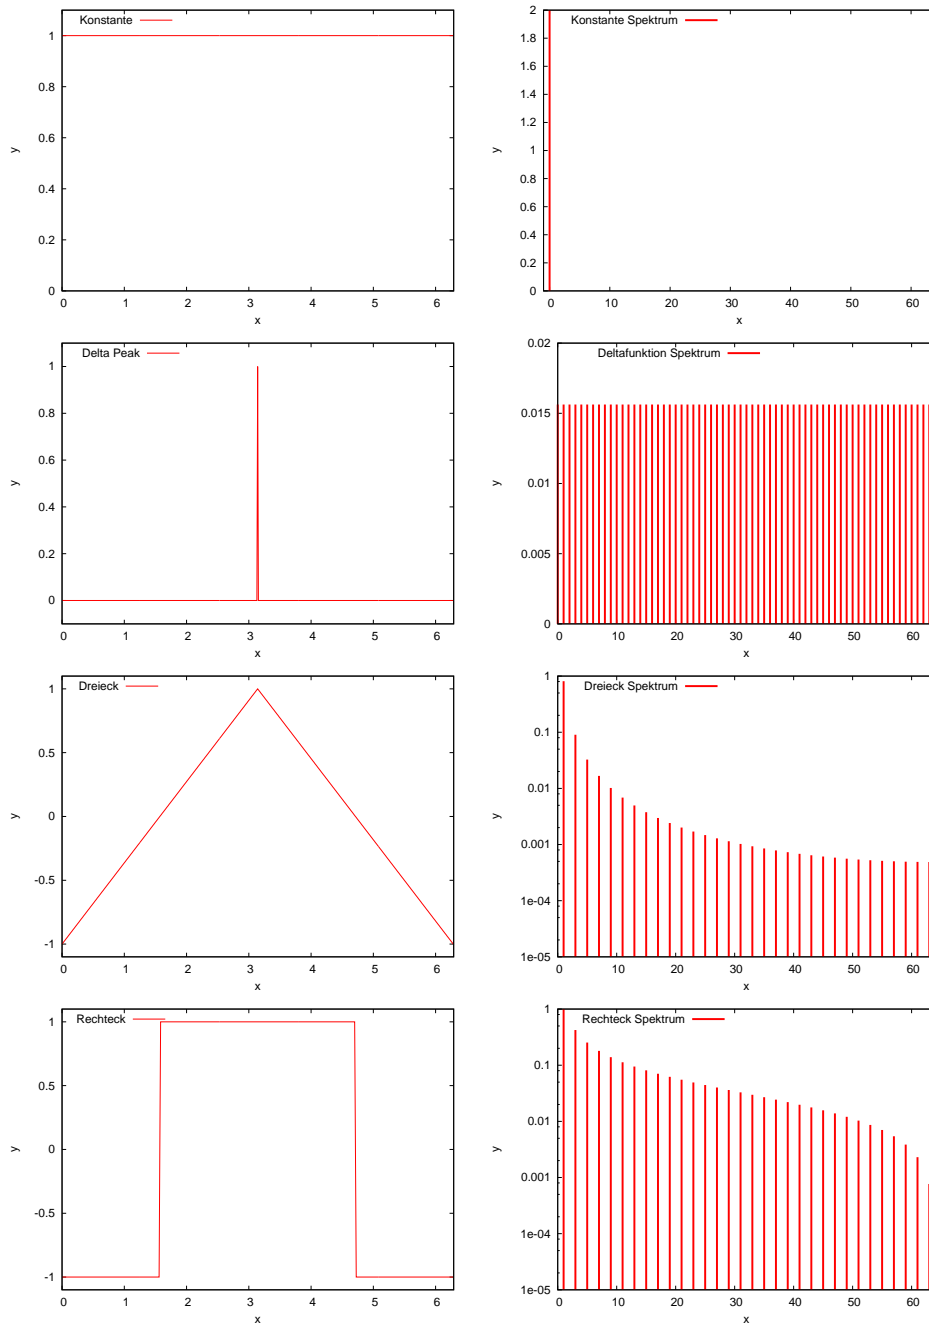 Konstante
1
0.8
0.6
0.4
0.2
0
y
0 1 2 3 4 5 6
x
Konstante Spektrum
2
1.8
1.6
1.4
1.2
1
0.8
0.6
0.4
0.2
0
y
0 10 20 30 40 50 60
x
Delta Peak
1
0.8
0.6
0.4
0.2
0
y
0 1 2 3 4 5 6
x
Deltafunktion Spektrum
0.02
0.015
0.01
0.005
0
y
0 10 20 30 40 50 60
x
Dreieck
1
0.5
0
-0.5
-1
y
0 1 2 3 4 5 6
x
Dreieck Spektrum
1
0.1
0.01
0.001
1e-04
1e-05
y
0 10 20 30 40 50 60
x
Rechteck
1
0.5
0
-0.5
-1
y
0 1 2 3 4 5 6
x
Rechteck Spektrum
1
0.1
0.01
0.001
1e-04
1e-05
y
0 10 20 30 40 50 60
x